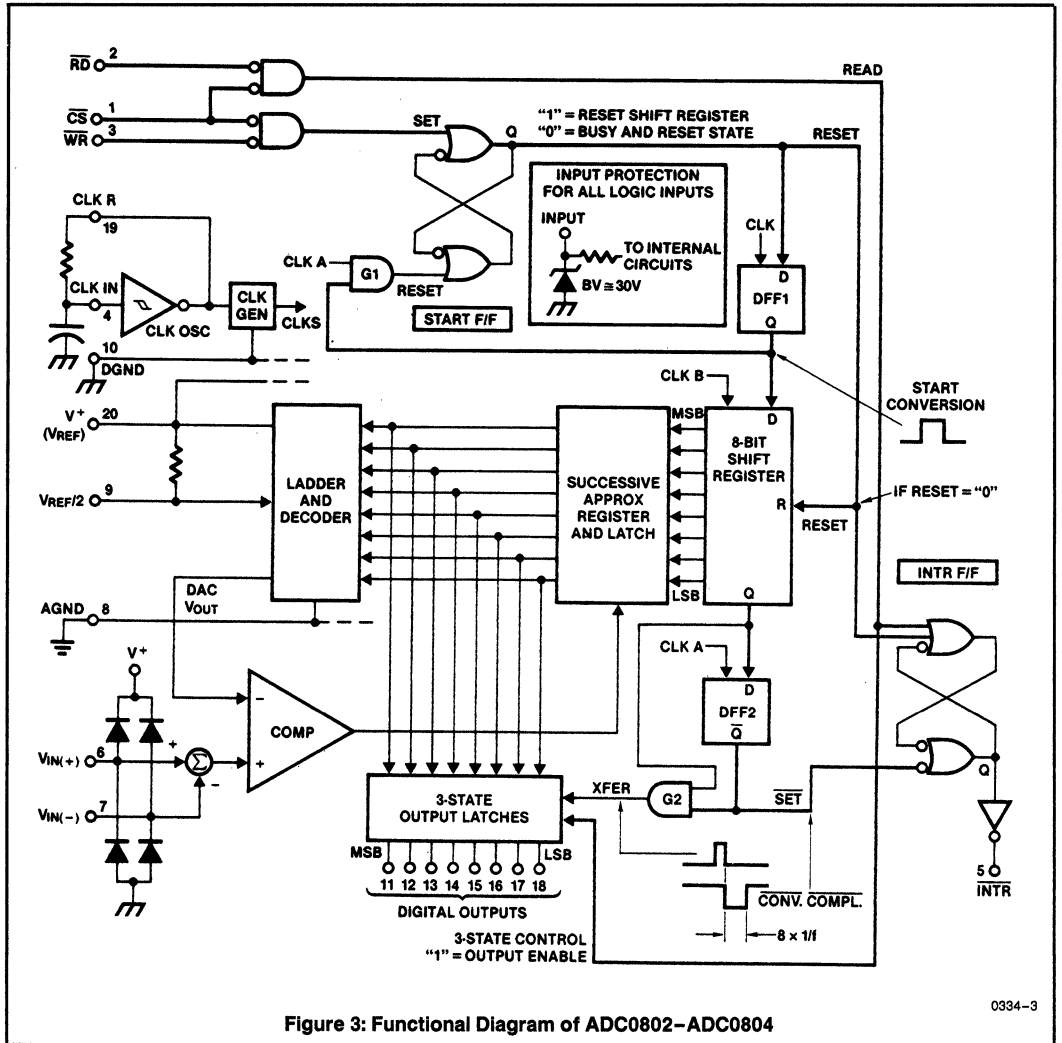 RD 2
READ
CS 1
WR 3
SET
Q
"1" = RESET SHIFT REGISTER
"0" = BUSY AND RESET STATE
RESET
INPUT PROTECTION
FOR ALL LOGIC INPUTS
INPUT
TO INTERNAL
CIRCUITS
BV ≅ 30V
CLK R
19
CLK IN
4
CLK OSC
CLK
GEN
CLKS
CLK A
G1
RESET
START F/F
CLK
D
DFF1
Q
10
DGND
V+ 20
(VREF)
VREF/2 9
LADDER
AND
DECODER
SUCCESSIVE
APPROX
REGISTER
AND LATCH
CLK B
MSB
D
8-BIT
SHIFT
REGISTER
R
RESET
LSB
Q
START
CONVERSION
IF RESET = "0"
INTR F/F
DAC
VOUT
AGND 8
V+
COMP
−
+
CLK A
D
DFF2
Q
VIN(+) 6
+
Σ
−
VIN(−) 7
XFER
G2
SET
Q
3-STATE
OUTPUT LATCHES
MSB
LSB
11 12 13 14 15 16 17 18
DIGITAL OUTPUTS
CONV. COMPL.
8 × 1/f
5
INTR
3-STATE CONTROL
"1" = OUTPUT ENABLE
0334–3
Figure 3: Functional Diagram of ADC0802–ADC0804